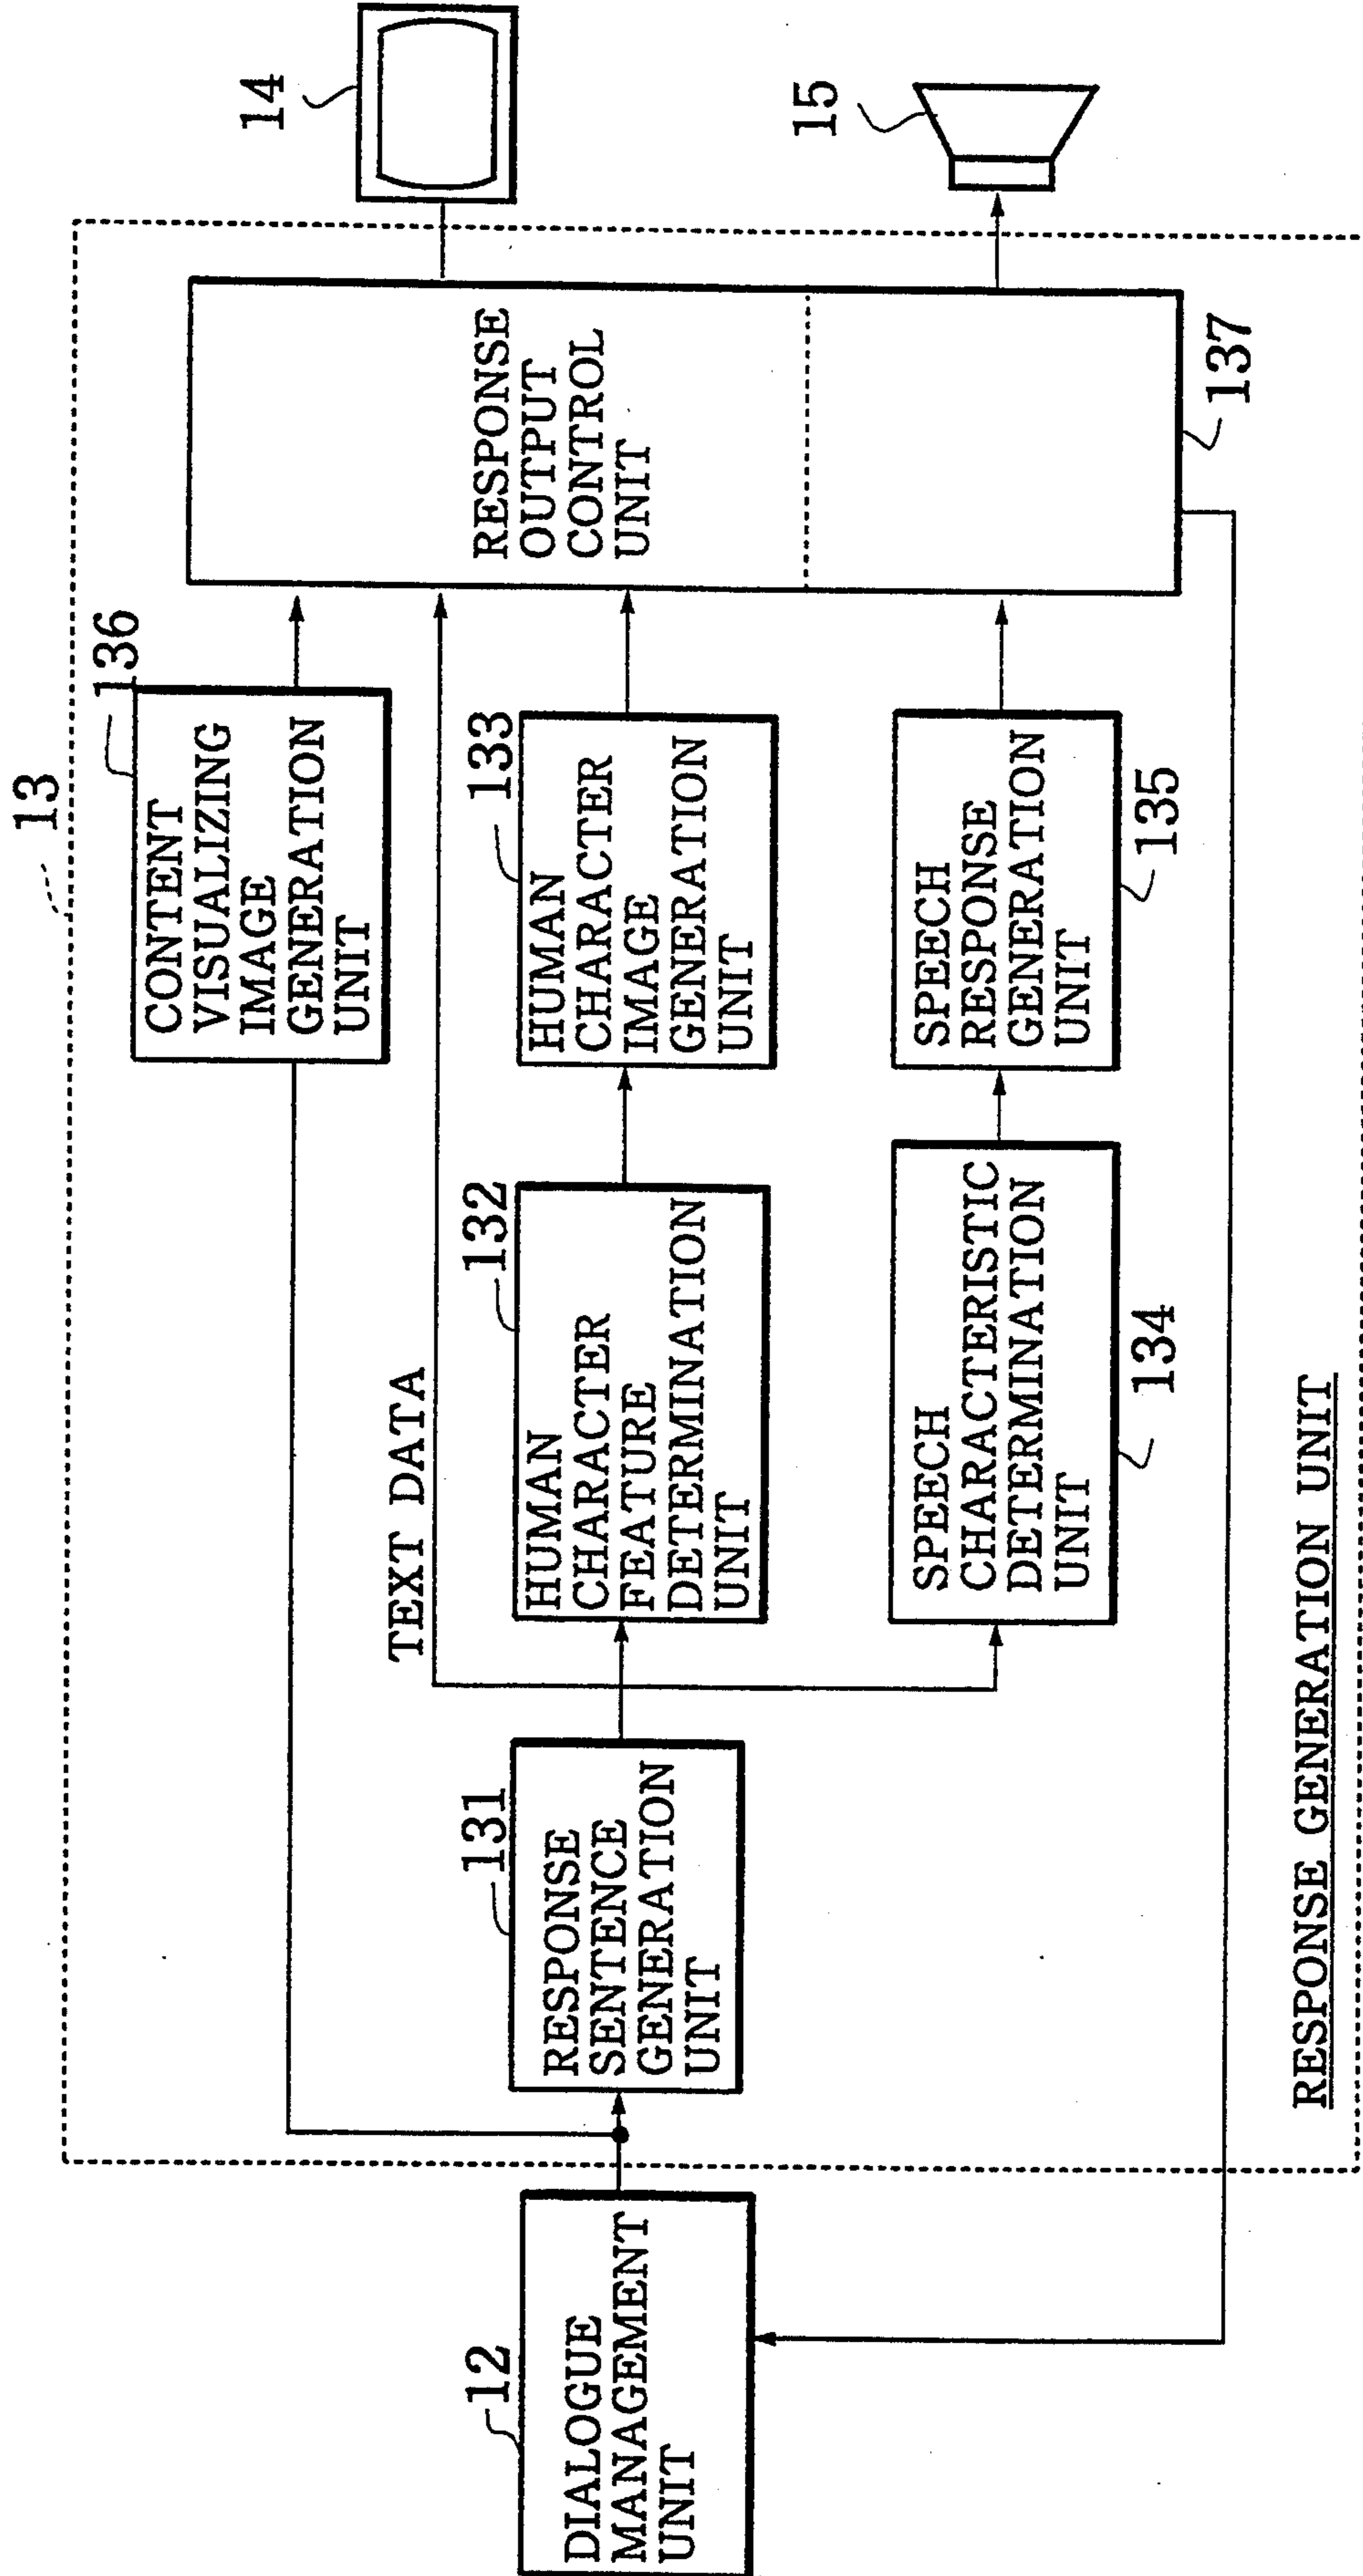 13
136
CONTENT
VISUALIZING
IMAGE
GENERATION
UNIT
14
TEXT DATA
12
DIALOGUE
MANAGEMENT
UNIT
131
RESPONSE
SENTENCE
GENERATION
UNIT
132
HUMAN
CHARACTER
FEATURE
DETERMINATION
UNIT
133
HUMAN
CHARACTER
IMAGE
GENERATION
UNIT
RESPONSE
OUTPUT
CONTROL
UNIT
15
SPEECH
CHARACTERISTIC
DETERMINATION
UNIT
134
SPEECH
RESPONSE
GENERATION
UNIT
135
137
RESPONSE GENERATION UNIT